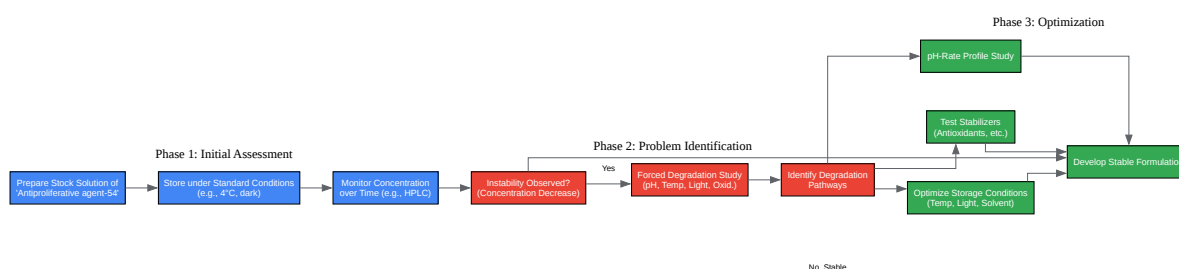 Phase 3: Optimization
pH-Rate Profile Study
Test Stabilizers
(Antioxidants, etc.)
Phase 1: Initial Assessment
Phase 2: Problem Identification
Yes
Develop Stable Formulation
Prepare Stock Solution of
'Antiproliferative agent-54'
Store under Standard Conditions
(e.g., 4°C, dark)
Monitor Concentration
over Time (e.g., HPLC)
Instability Observed?
(Concentration Decrease)
Forced Degradation Study
(pH, Temp, Light, Oxid.)
Identify Degradation
Pathways
Optimize Storage Conditions
(Temp, Light, Solvent)
No, Stable